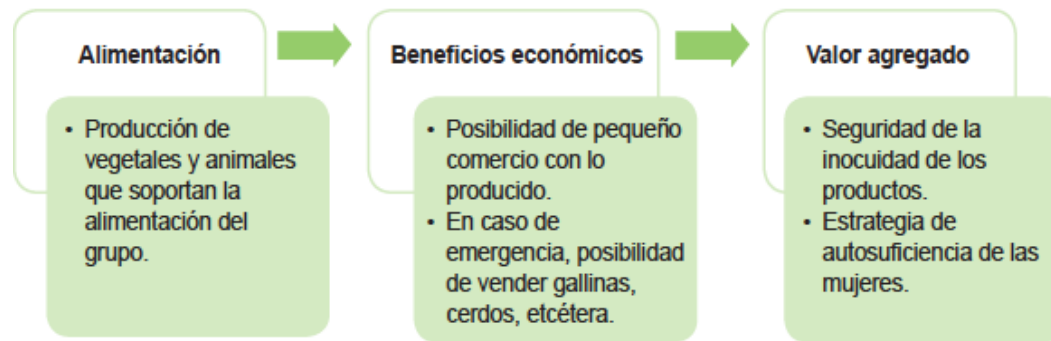 Alimentación
• Producción de
vegetales y animales
que soportan la
alimentación del
grupo.
Beneficios económicos
• Posibilidad de pequeño
comercio con lo
producido.
• En caso de
emergencia, posibilidad
de vender gallinas,
cerdos, etcétera.
Valor agregado
• Seguridad de la
inocuidad de los
productos.
• Estrategia de
autosuficiencia de las
mujeres.